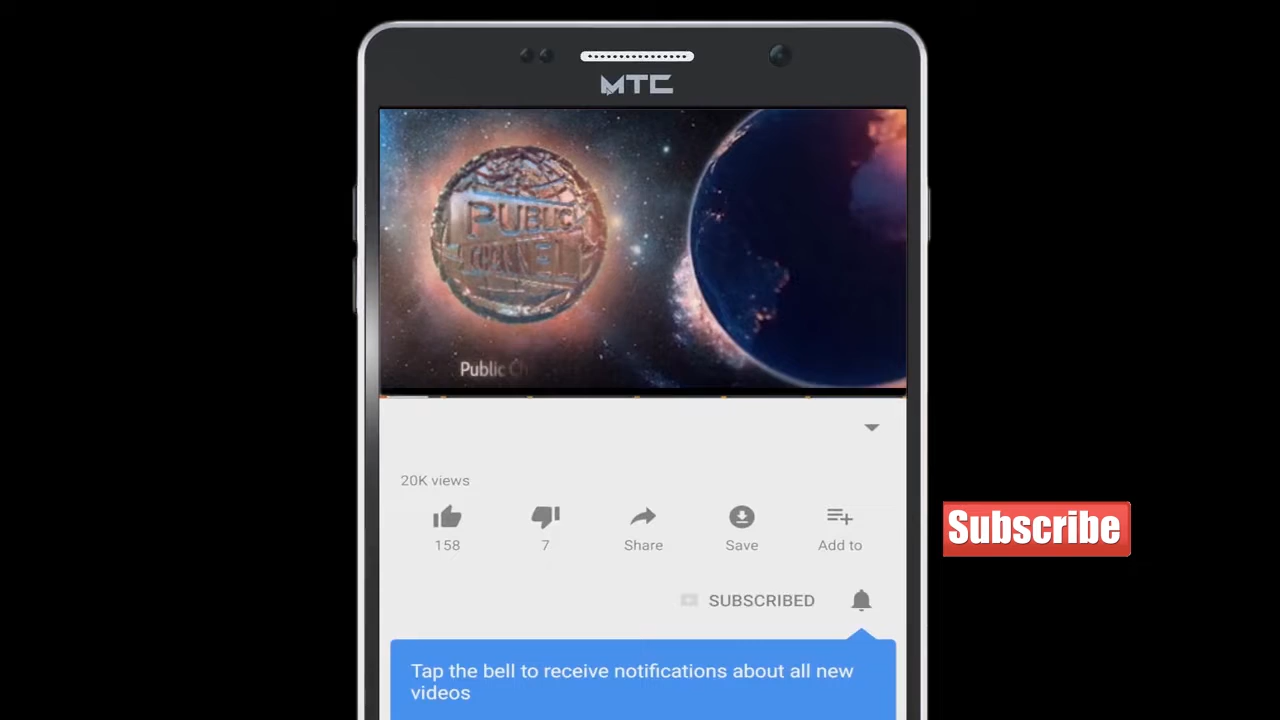 MTC
PUBLIC
CHANNEL
Public Ch
20K views
158
7
Share
Save
Add to
Subscribe
SUBSCRIBED
Tap the bell to receive notifications about all new
videos